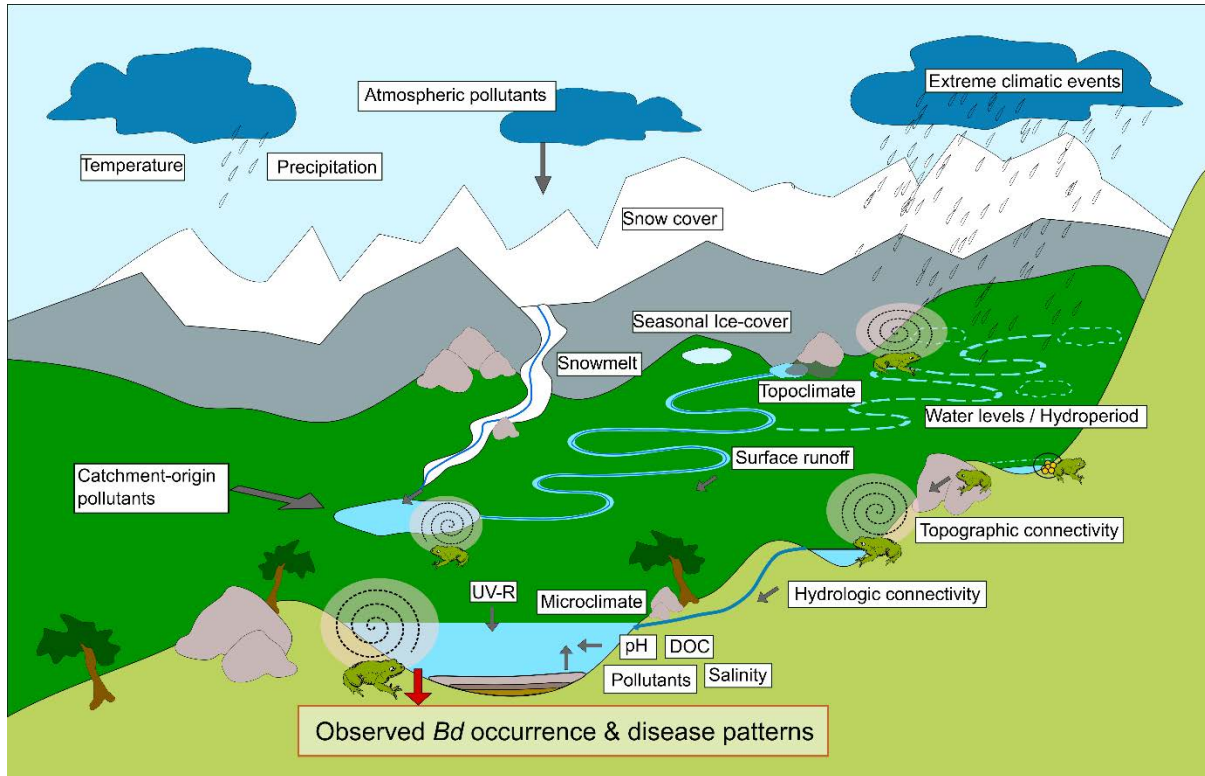 Extreme climatic events
Atmospheric pollutants
Temperature
Precipitation
Snow cover
Seasonal Ice-cover
Snowmelt
Topoclimate
Water levels / Hydroperiod
Surface runoff
Catchment-origin
pollutants
Topographic connectivity
UV-R
Microclimate
Hydrologic connectivity
pH
DOC
Pollutants
Salinity
Observed Bd occurrence & disease patterns